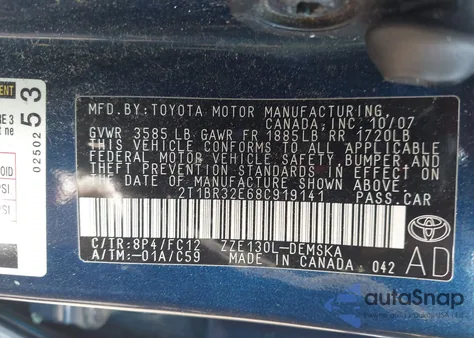 MFD.BY:TOYOTA MOTOR MANUFACTURING
CANADA, INC. 10/07
GVWR 3585 LB GAWR FR 1885LB RR 1720LB
THIS VEHICLE CONFORMS TO ALL APPLICABLE
FEDERAL MOTOR VEHICLE SAFETY, BUMPER, AND
THEFT PREVENTION STANDARDS IN EFFECT ON
THE DATE OF MANUFACTURE SHOWN ABOVE.
2T1BR32E68C919141 PASS.CAR
C/TR:8P4/FC12 ZZE130L-DEMSKA
A/TM:-01A/C59 MADE IN CANADA 042
AD
02502
53
autoSnap